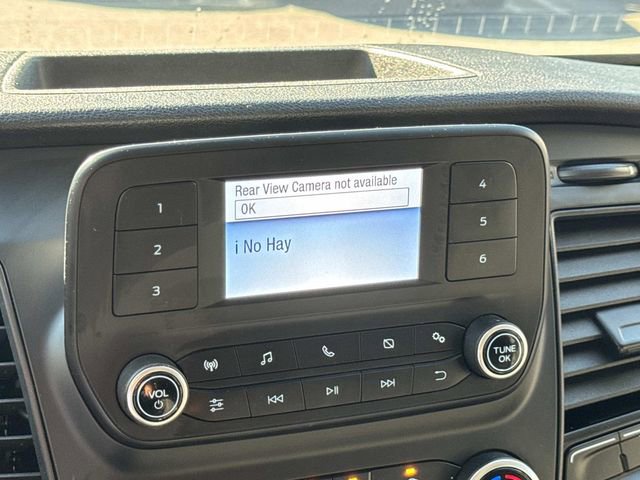 Rear View Camera not available
OK
i No Hay
1
2
3
4
5
6
VOL
TUNE
OK